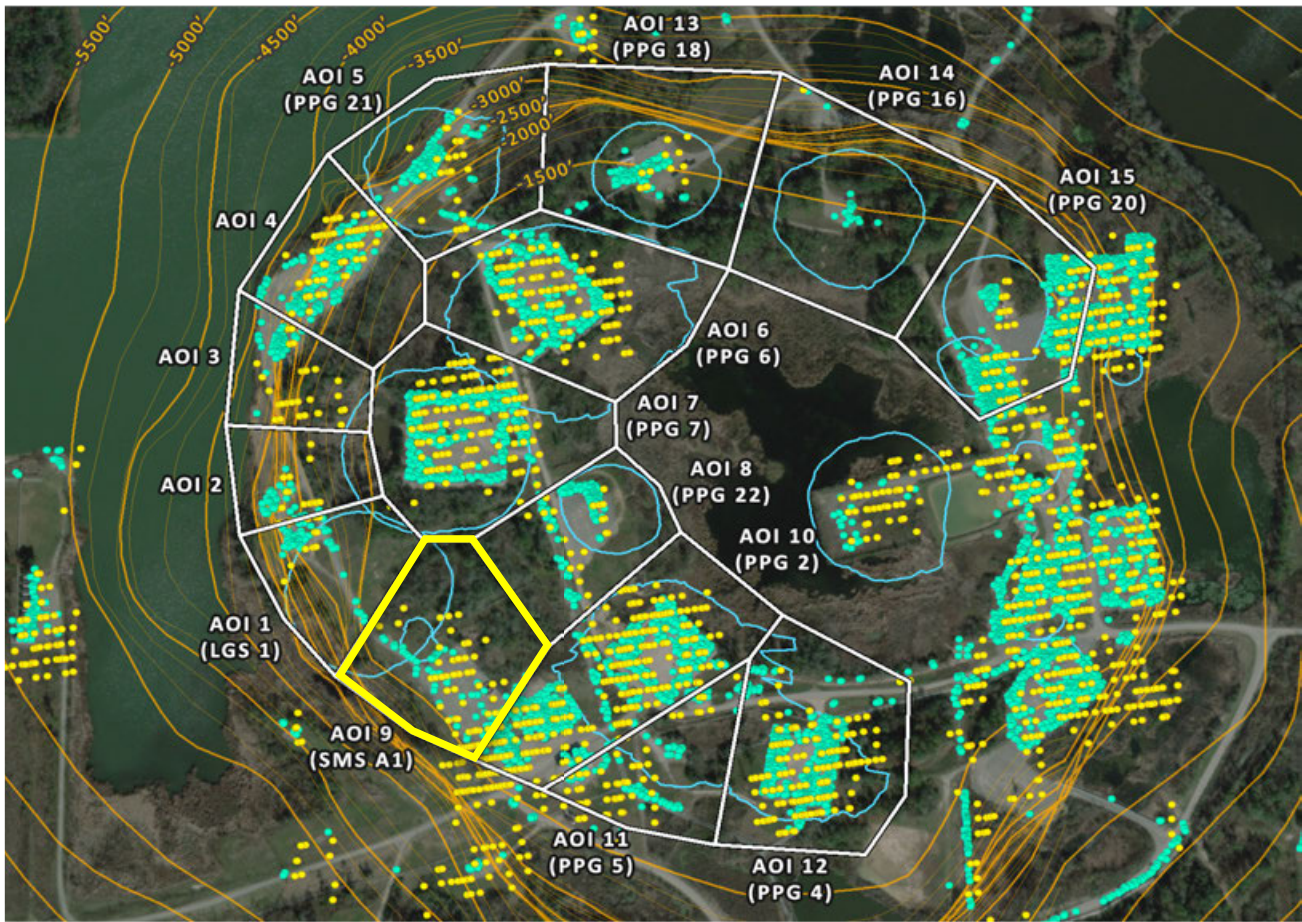 -5500'
-5000'
-4500'
-4000'
-3500'
-3000'
-2500'
-2000'
-1500'
AOI 13
(PPG 18)
AOI 14
(PPG 16)
AOI 5
(PPG 21)
AOI 15
(PPG 20)
AOI 4
AOI 3
AOI 6
(PPG 6)
AOI 7
(PPG 7)
AOI 2
AOI 8
(PPG 22)
AOI 10
(PPG 2)
AOI 1
(LGS 1)
AOI 9
(SMS A1)
AOI 11
(PPG 5)
AOI 12
(PPG 4)